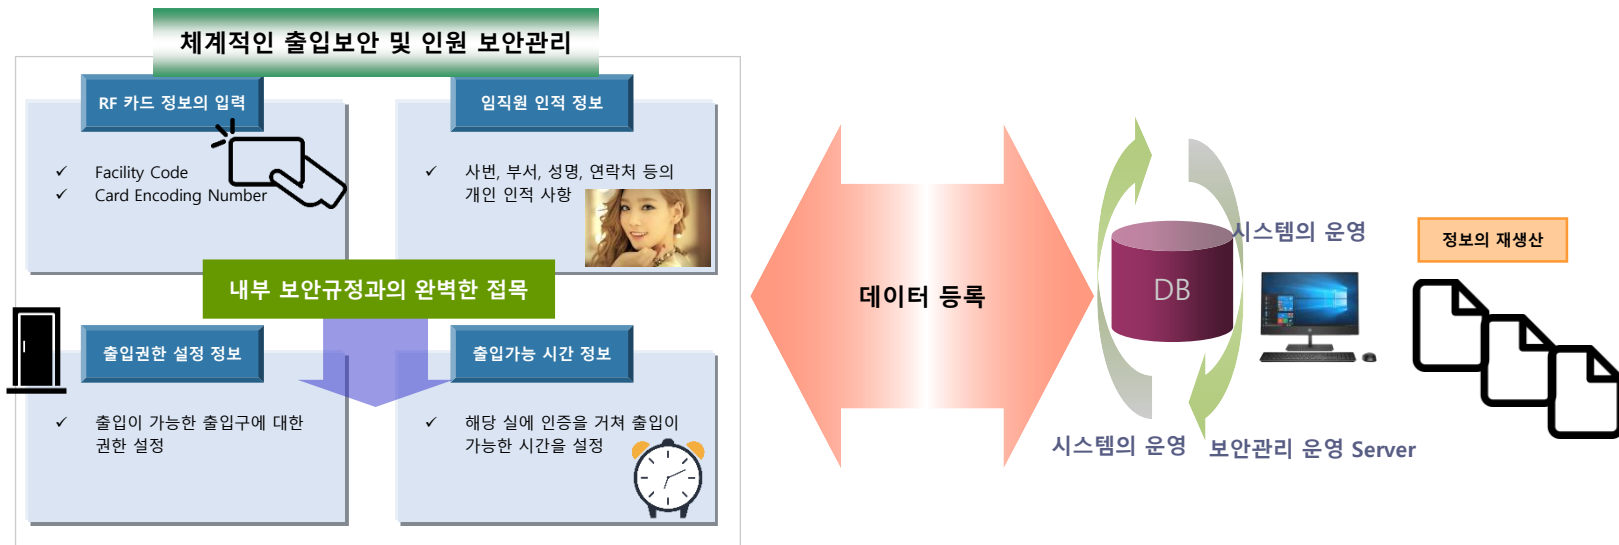 체계적인 출입보안 및 인원 보안관리
RF 카드 정보의 입력
Facility Code
Card Encoding Number
임직원 인적 정보
사번, 부서, 성명, 연락처 등의
개인 인적 사항
내부 보안규정과의 완벽한 접목
출입권한 설정 정보
출입이 가능한 출입구에 대한
권한 설정
출입가능 시간 정보
해당 실에 인증을 거쳐 출입이
가능한 시간을 설정
데이터 등록
DB
시스템의 운영
시스템의 운영
보안관리 운영 Server
정보의 재생산